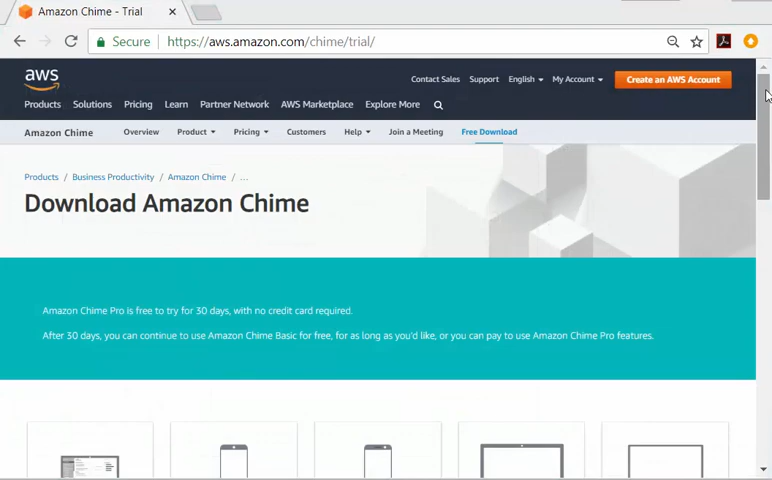 Amazon Chime - Trial
Secure
https://aws.amazon.com/chime/trial/
aws
Contact Sales Support English My Account Create an AWS Account
Products Solutions Pricing Learn Partner Network AWS Marketplace Explore More
Amazon Chime Overview Product Pricing Customers Help Join a Meeting Free Download
Products / Business Productivity / Amazon Chime / ...
Download Amazon Chime
Amazon Chime Pro is free to try for 30 days, with no credit card required.
After 30 days, you can continue to use Amazon Chime Basic for free, for as long as you'd like, or you can pay to use Amazon Chime Pro features.